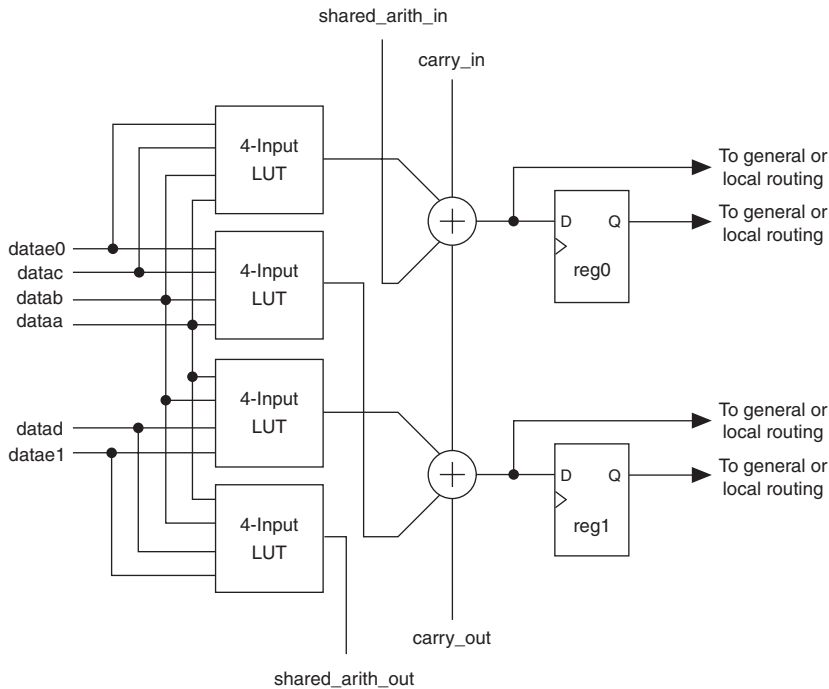 shared_arith_in
carry_in
4-Input
LUT
To general or
local routing
D Q
reg0
To general or
local routing
datae0
datac
datab
dataa
4-Input
LUT
4-Input
LUT
datad
datae1
To general or
local routing
D Q
reg1
To general or
local routing
4-Input
LUT
carry_out
shared_arith_out